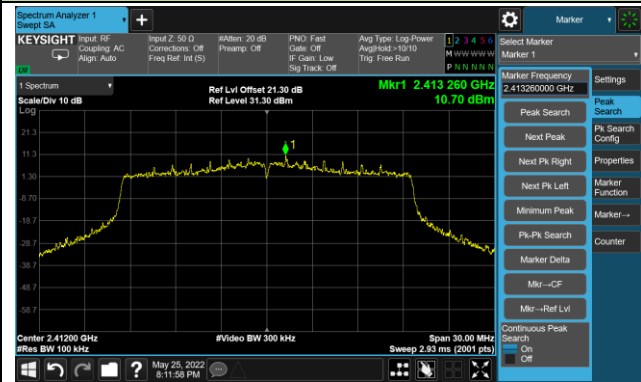 Spectrum Analyzer 1
Swept SA
Marker
KEYSIGHT
Input: RF
Coupling: AC
Align: Auto
Input Z: 50 Ω
Corrections: Off
Freq Ref: Int (S)
#Atten: 20 dB
Preamp: Off
PNO: Fast
Gate: Off
IF Gain: Low
Sig Track: Off
Avg Type: Log-Power
Avg|Hold:>10/10
Trig: Free Run
1 2 3 4 5 6
M W W W W W W
P N N N N N
LW
Select Marker
Marker 1
1 Spectrum
Scale/Div 10 dB
Log
Ref Lvl Offset 21.30 dB
Ref Level 31.30 dBm
Mkr1 2.413 260 GHz
10.70 dBm
Marker Frequency
2.413260000 GHz
Settings
Peak Search
Next Peak
Next Pk Right
Next Pk Left
Minimum Peak
Pk-Pk Search
Marker Delta
Mkr→CF
Mkr→Ref Lvl
Continuous Peak
Search
On
Off
Peak
Search
Pk Search
Config
Properties
Marker
Function
Marker→
Counter
21.3
11.3
1.30
-8.70
-18.7
-28.7
-38.7
-48.7
-58.7
1
Center 2.41200 GHz
#Res BW 100 kHz
#Video BW 300 kHz
Span 30.00 MHz
Sweep 2.93 ms (2001 pts)
?
May 25, 2022
8:11:58 PM